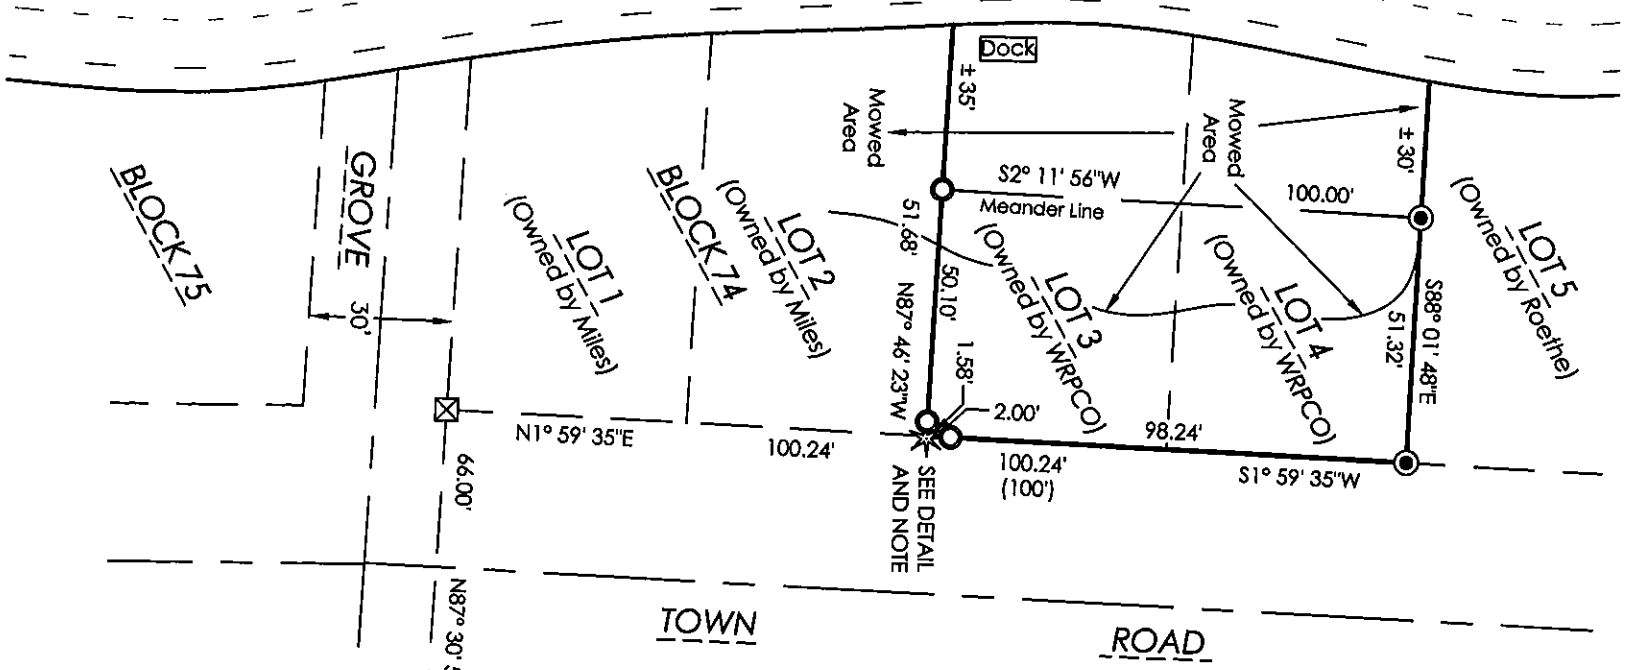 Dock
± 35'
Mowed
Area
Mowed
Area
± 30'
S2° 11' 56"W
Meander Line
100.00'
BLOCK 75
GROVE
30'
LOT 1
(Owned by Miles)
BLOCK 74
LOT 2
(Owned by Miles)
51.68'
N87° 46' 23"W
50.10'
1.58'
2.00'
LOT 3
(Owned by WRPCO)
LOT 4
(Owned by WRPCO)
S88° 01' 48"E
51.32'
LOT 5
(Owned by Roethe)
N1° 59' 35"E
100.24'
98.24'
100.24'
(100')
S1° 59' 35"W
SEE DETAIL
AND NOTE
66.00'
N87° 30'
TOWN
ROAD